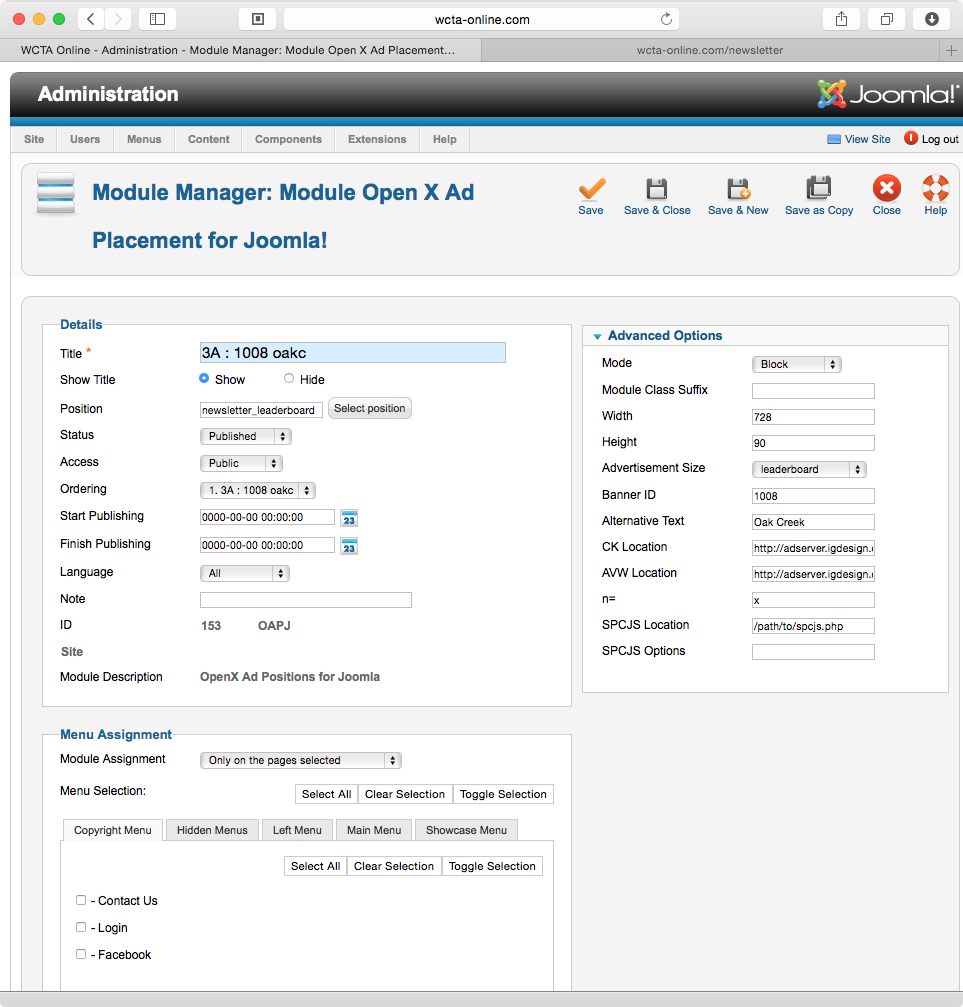 wcta-online.com
WCTA Online - Administration - Module Manager: Module Open X Ad Placement...
wcta-online.com/newsletter
Administration
Joomla!
Site Users Menus Content Components Extensions Help
View Site Log out
Module Manager: Module Open X Ad
Placement for Joomla!
Save Save & Close Save & New Save as Copy Close Help
Details
Title * 3A : 1008 oakc
Show Title Show Hide
Position newsletter_leaderboard Select position
Status Published
Access Public
Ordering 1. 3A : 1008 oakc
Start Publishing 0000-00-00 00:00:00 23
Finish Publishing 0000-00-00 00:00:00 23
Language All
Note
ID 153 OAPJ
Site
Module Description OpenX Ad Positions for Joomla
Advanced Options
Mode Block
Module Class Suffix
Width 728
Height 90
Advertisement Size leaderboard
Banner ID 1008
Alternative Text Oak Creek
CK Location http://adserver.igdesign.
AVW Location http://adserver.igdesign.
n= x
SPCJS Location /path/to/spcjs.php
SPCJS Options
Menu Assignment
Module Assignment Only on the pages selected
Menu Selection: Select All Clear Selection Toggle Selection
Copyright Menu Hidden Menus Left Menu Main Menu Showcase Menu
Select All Clear Selection Toggle Selection
- Contact Us
- Login
- Facebook